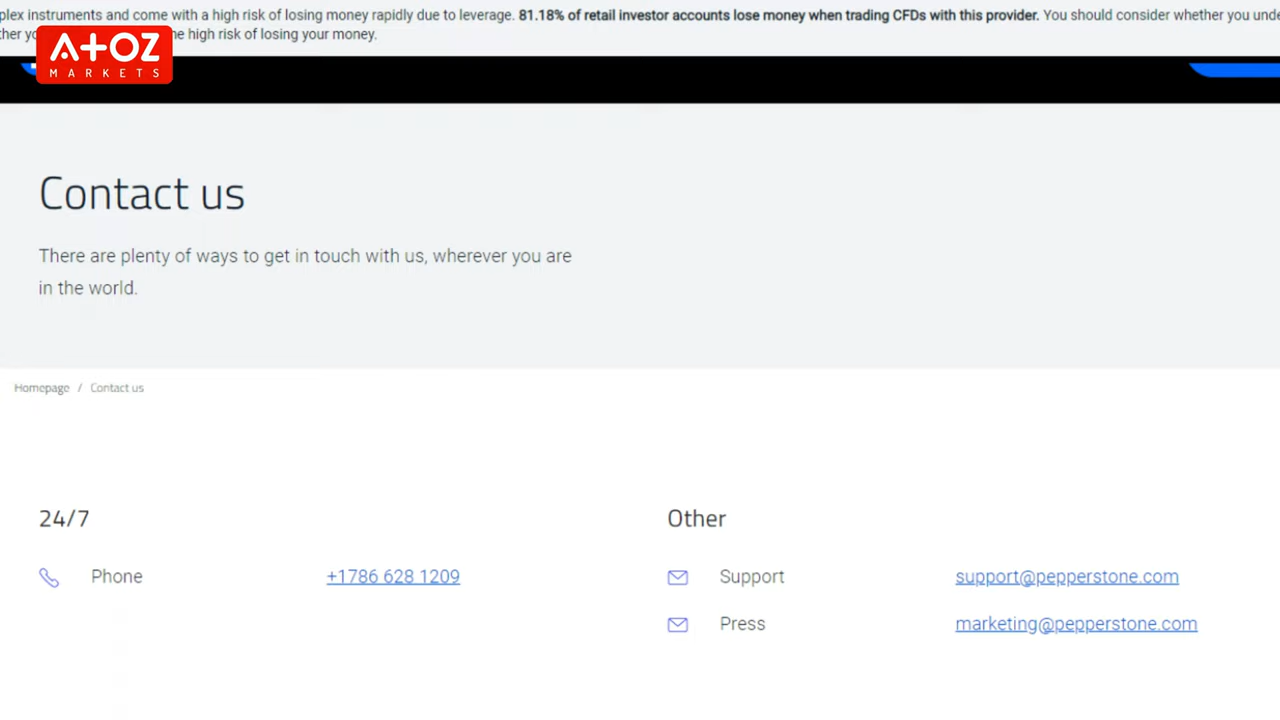 plex instruments and come with a high risk of losing money rapidly due to leverage. 81.18% of retail investor accounts lose money when trading CFDs with this provider. You should consider whether you unde
ther yo
he high risk of losing your money.
A+OZ
MARKETS
Contact us
There are plenty of ways to get in touch with us, wherever you are
in the world.
Homepage / Contact us
24/7
Other
Phone +1786 628 1209
Support support@pepperstone.com
Press marketing@pepperstone.com